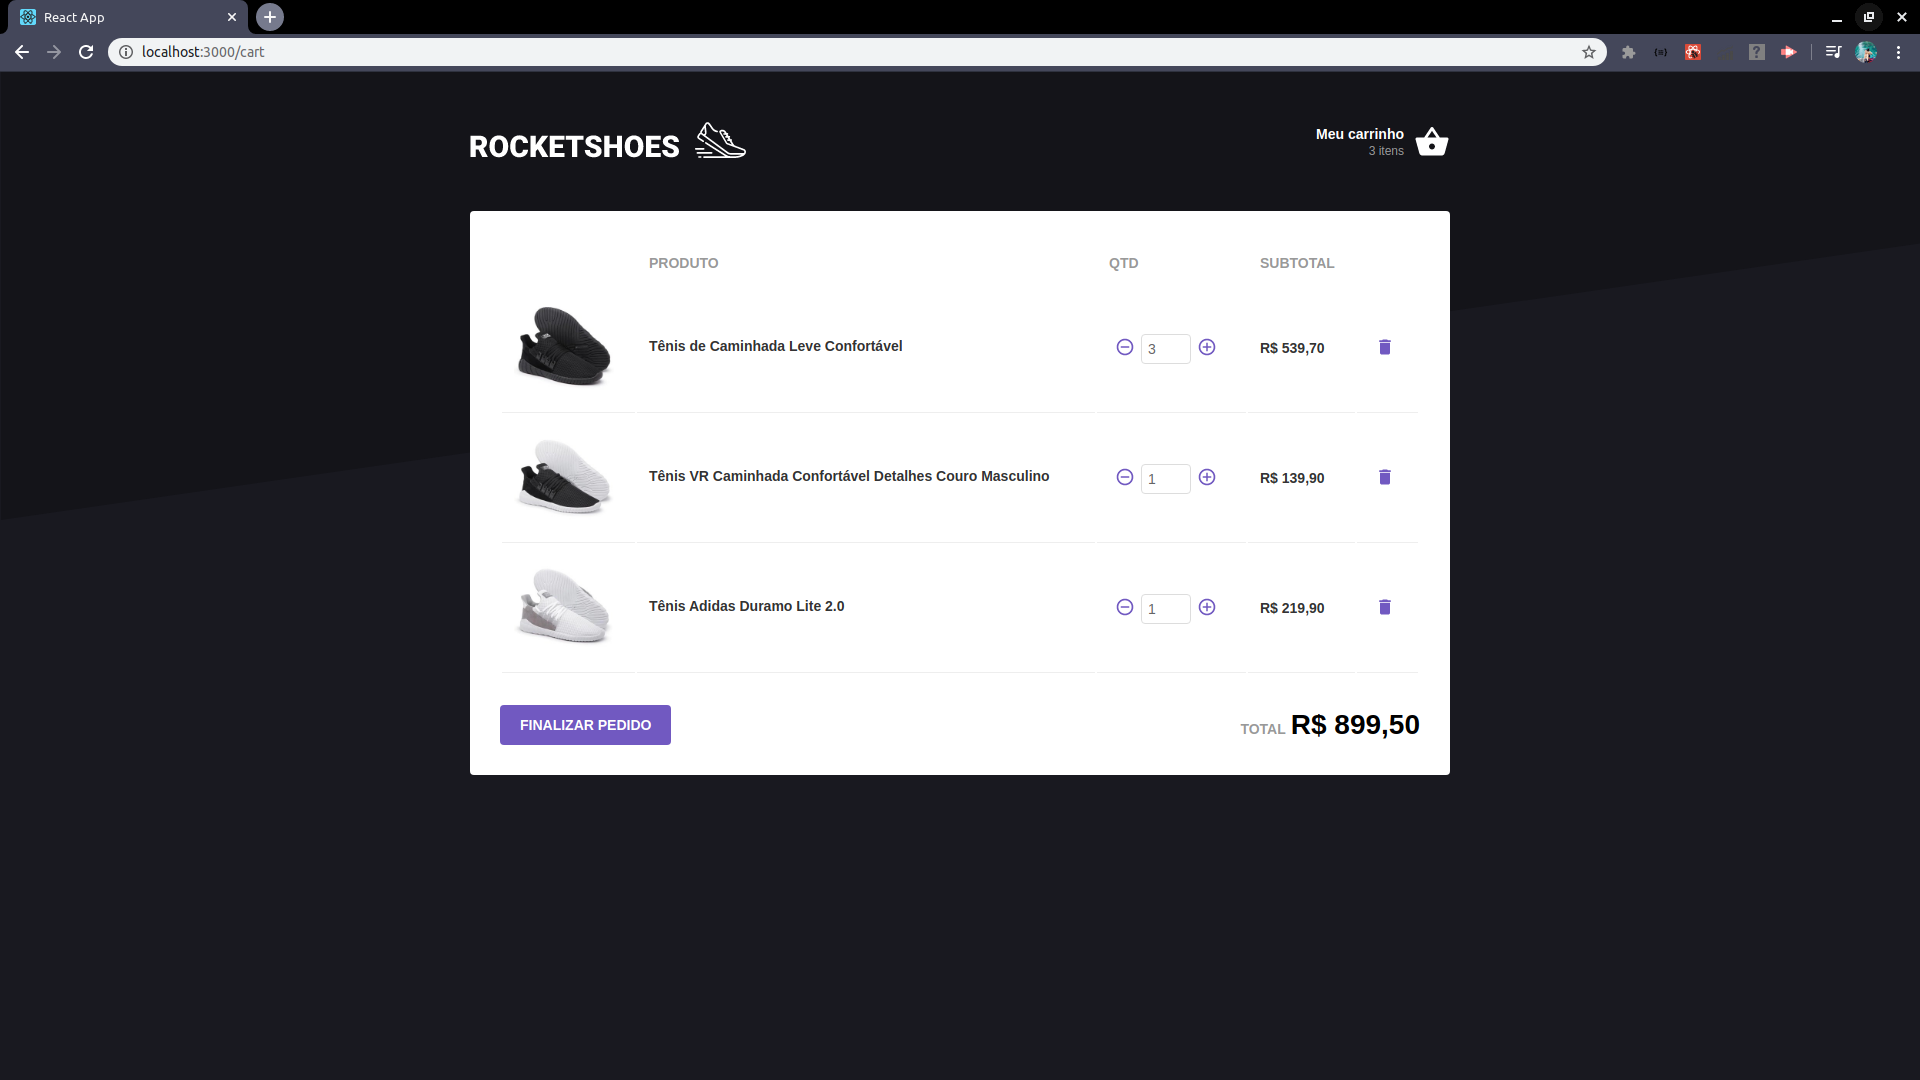 React App
localhost:3000/cart
ROCKETSHOES
Meu carrinho
3 itens
PRODUTO QTD SUBTOTAL
Tênis de Caminhada Leve Confortável 3 R$ 539,70
Tênis VR Caminhada Confortável Detalhes Couro Masculino 1 R$ 139,90
Tênis Adidas Duramo Lite 2.0 1 R$ 219,90
FINALIZAR PEDIDO TOTAL R$ 899,50